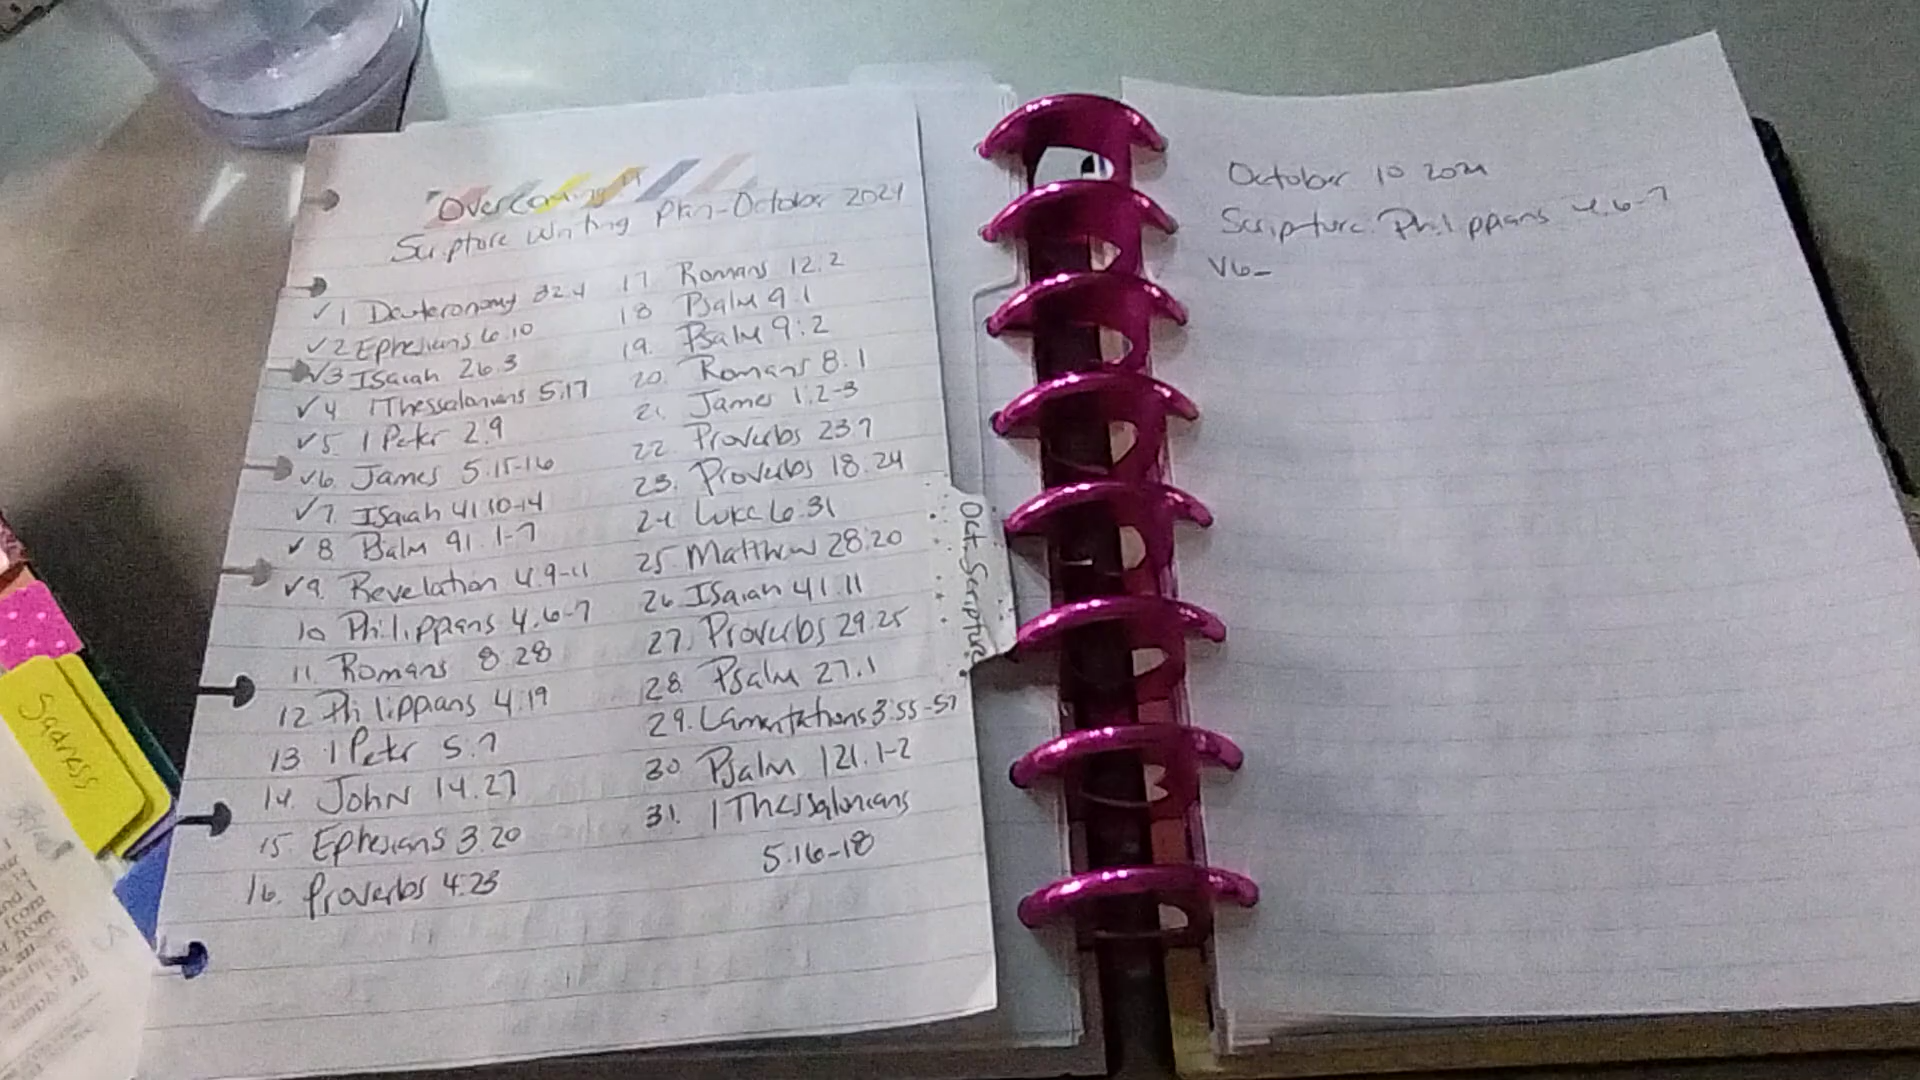 "Overcoming"
Scripture Writing Plan-October 2024
✓ 1 Deuteronomy 32.4
✓ 2 Ephesians 6.10
✓ 3 Isaiah 26.3
✓ 4 1 Thessalonians 5:17
✓ 5. 1 Peter 2.9
✓ 6. James 5.15-16
✓ 7. Isaiah 41 10-14
✓ 8 Psalm 91. 1-7
✓ 9. Revelation 4.9-11
10 Philippians 4.6-7
11. Romans 8 28
12 Philippians 4:19
13 1 Peter 5:7
14. John 14.27
15. Ephesians 3.20
16. Proverbs 4:23
17 Romans 12.2
18 Psalm 9.1
19. Psalm 9:2
20. Romans 8.1
21. James 1:2-3
22. Proverbs 23 7
23. Proverbs 18.24
24 Luke 6:31
25. Matthew 28:20
26 Isaiah 41.11
27. Proverbs 29.25
28. Psalm 27.1
29. Lamentations 3:55-57
30 Psalm 121.1-2
31. 1 Thessalonians
5.16-18
Oct. Scripture
October 10 2024
Scripture: Philippians 4.6-7
V6-
Sadness